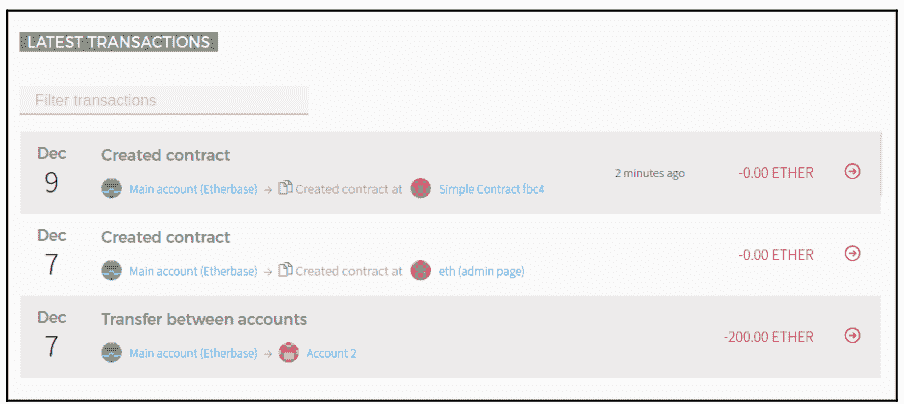 LATEST TRANSACTIONS
Filter transactions
Dec
9
Created contract
Main account (Etherbase) → Created contract at Simple Contract fbc4
2 minutes ago
-0.00 ETHER
Dec
7
Created contract
Main account (Etherbase) → Created contract at eth (admin page)
-0.00 ETHER
Dec
7
Transfer between accounts
Main account (Etherbase) → Account 2
-200.00 ETHER